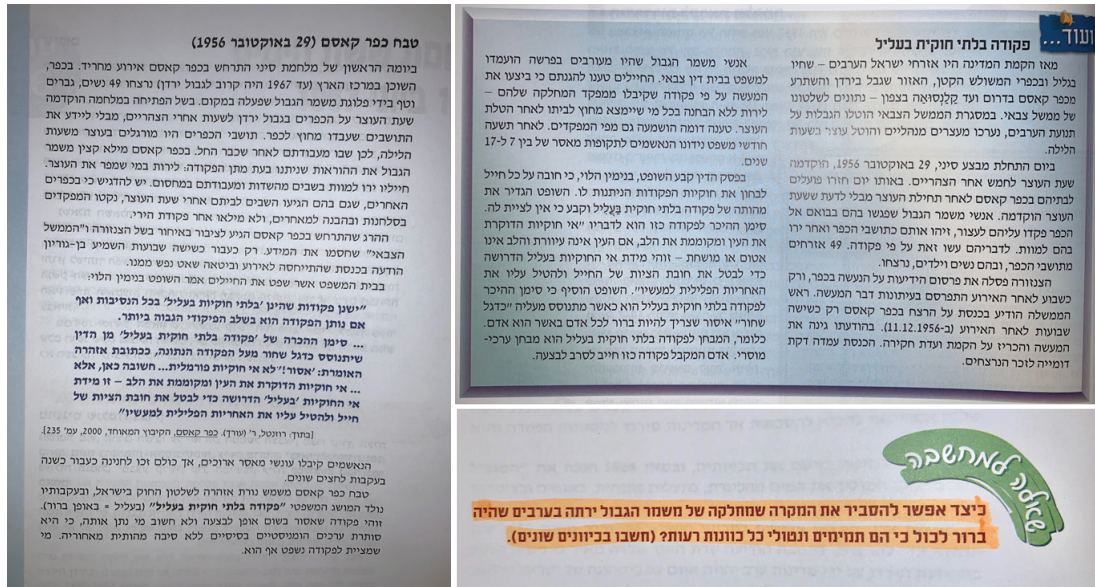 טבח כפר קאסם (29 באוקטובר 1956)
ביומה הראשון של מלחמת סיני התרחש בכפר קאסם אירוע מחריד. בכפר,
השוכן במרכז הארץ (עד 1967 היה קרוב לגבול ירדן) נרצחו 49 נשים, גברים
וטף בידי פלוגת משמר הגבול שפעלה במקום. בשל הפתיחה במלחמה הוקדמה
שעת העוצר על הכפרים בגבול ירדן לשעות אחרי הצהריים, מבלי ליידע את
התושבים שעבדו מחוץ לכפר. תושבי הכפרים היו מורגלים בעוצר משעות
הלילה, לכן שבו מעבודתם לאחר שכבר החל. בכפר קאסם מילא קצין משמר
הגבול את ההוראות שניתנו בעת מתן הפקודה: לירות במי שמפר את העוצר.
חייליו ירו למוות בשבים מהשדות ומעבודתם במחסום. יש להדגיש כי בכפרים
האחרים, שגם בהם הגיעו השבים לביתם אחרי שעת העוצר, נקטו המפקדים
בסלחנות ובהבנה למאחרים, ולא מילאו אחר פקודת הירי.
ההרג שהתרחש בכפר קאסם הגיע לציבור באיחור בשל הצנזורה ו"הממשל
הצבאי" שחסמו את המידע. רק כעבור כשישה שבועות השמיע בן-גוריון
הודעה בכנסת שהתייחסה לאירוע וביטאה שאט נפש ממנו.
בבית המשפט אשר שפט את החיילים אמר השופט בנימין הלוי:
"ישנן פקודות שהינן 'בלתי חוקיות בעליל' בכל הנסיבות ואף
אם נותן הפקודה הוא בשלב הפיקודי הגבוה ביותר.
... סימן ההכרה של 'פקודה בלתי חוקית בעליל' מן הדין
שיתנוסס כדגל שחור מעל הפקודה הנתונה, ככתובת אזהרה
האומרת: 'אסור!' לא אי חוקיות פורמלית... חשובה כאן, אלא
... אי חוקיות הדוקרת את העין ומקוממת את הלב – זו מידת
אי החוקיות 'בעליל' הדרושה כדי לבטל את חובת הציות של
חייל ולהטיל עליו את האחריות הפלילית למעשיו"
[בתוך: רוזנטל, ר' (עורך). כפר קאסם, הקיבוץ המאוחד, 2000, עמ' 235].
הנאשמים קיבלו עונשי מאסר ארוכים, אך כולם זכו לחנינה כעבור כשנה
בעקבות לחצים שונים.
טבח כפר קאסם משמש נורת אזהרה לשלטון החוק בישראל, ובעקבותיו
נולד המושג המשפטי "פקודה בלתי חוקית בעליל" (בעליל = באופן ברור).
זוהי פקודה שאסור בשום אופן לבצעה ולא חשוב מי נתן אותה, כי היא
סותרת ערכים הומניסטיים בסיסיים ללא סיבה מהותית מאחוריה. מי
שמציית לפקודה נשפט אף הוא.
ועוד...
פקודה בלתי חוקית בעליל
מאז הקמת המדינה היו אזרחי ישראל הערבים – שחיו
בגליל ובכפרי המשולש הקטן, האזור שגבל בירדן והשתרע
מכפר קאסם בדרום ועד קַלַנְסוּאָה בצפון – נתונים לשלטונו
של ממשל צבאי. במסגרת הממשל הצבאי הוטלו הגבלות על
תנועת הערבים, נערכו מעצרים מנהליים והוטל עוצר בשעות
הלילה.
ביום התחלת מבצע סיני, 29 באוקטובר 1956, הוקדמה
שעת העוצר לחמש אחר הצהריים. באותו יום חזרו פועלים
לבתיהם בכפר קאסם לאחר תחילת העוצר מבלי לדעת ששעת
העוצר הוקדמה. אנשי משמר הגבול שפגשו בהם בבואם אל
הכפר פקדו עליהם לעצור, זיהו אותם כתושבי הכפר ואחר ירו
בהם למוות. לדבריהם עשו זאת על פי פקודה. 49 אזרחים
מתושבי הכפר, ובהם נשים וילדים, נרצחו.
הצנזורה פסלה את פרסום הידיעות על הנעשה בכפר, ורק
כשבוע לאחר האירוע התפרסם בעיתונות דבר המעשה. ראש
הממשלה הודיע בכנסת על הרצח בכפר קאסם רק כשישה
שבועות לאחר האירוע (ב-11.12.1956). בהודעתו גינה את
המעשה והכריז על הקמת ועדת חקירה. הכנסת עמדה דקת
דומייה לזכר הנרצחים.
אנשי משמר הגבול שהיו מעורבים בפרשה הועמדו
למשפט בבית דין צבאי. החיילים טענו להגנתם כי ביצעו את
המעשה על פי פקודה שקיבלו ממפקד המחלקה שלהם –
לירות ללא הבחנה בכל מי שיימצא מחוץ לביתו לאחר הטלת
העוצר. טענה דומה הושמעה גם מפי המפקדים. לאחר תשעה
חודשי משפט נידונו הנאשמים לתקופות מאסר של בין 7 ל-17
שנים.
בפסק הדין קבע השופט, בנימין הלוי, כי חובה על כל חייל
לבחון את חוקיות הפקודות הניתנות לו. השופט הגדיר את
מהותה של פקודה בלתי חוקית בַּעֲלִיל וקבע כי אין לציית לה.
סימן ההיכר לפקודה כזו הוא לדבריו "אי חוקיות הדוקרת
את העין ומקוממת את הלב, אם העין אינה עיוורת והלב אינו
אטום או מושחת – זוהי מידת אי החוקיות בעליל הדרושה
כדי לבטל את חובת הציות של החייל ולהטיל עליו את
האחריות הפלילית למעשיו". השופט הוסיף כי סימן ההיכר
לפקודה בלתי חוקית בעליל הוא כאשר מתנוסס מעליה "כדגל
שחור" איסור שצריך להיות ברור לכל אדם באשר הוא אדם.
כלומר, המבחן לפקודה בלתי חוקית בעליל הוא מבחן ערכי-
מוסרי. אדם המקבל פקודה כזו חייב לסרב לבצעה.
שאלה למחשבה
כיצד אפשר להסביר את המקרה שמחלקה של משמר הגבול ירתה בערבים שהיה
ברור לכול כי הם תמימים ונטולי כל כוונות רעות? (חשבו בכיוונים שונים).